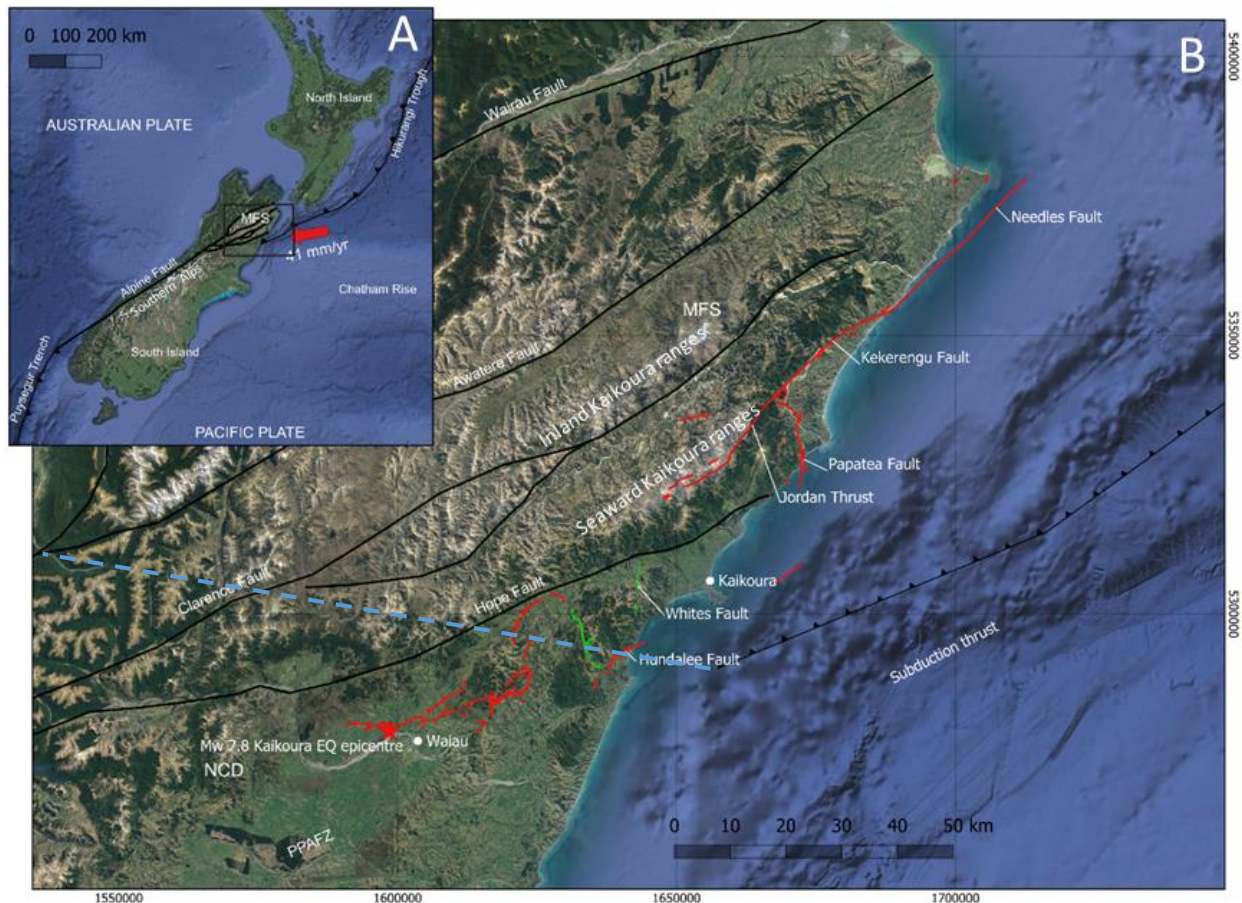 0 100 200 km
A
North Island
AUSTRALIAN PLATE
Hikurangi Trough
MFS
41 mm/yr
Alpine Fault
Southern Alps
Chatham Rise
South Island
Puysegur Trench
PACIFIC PLATE
B
5400000
Wairau Fault
Needles Fault
MFS
5350000
Kekerengu Fault
Awatere Fault
Inland Kaikoura ranges
Seaward Kaikoura ranges
Papatea Fault
Jordan Thrust
Clarence Fault
Hope Fault
Kaikoura
Whites Fault
5300000
Hundalee Fault
Subduction thrust
Mw 7.8 Kaikoura EQ epicentre
Waiau
NCD
PPAFZ
0 10 20 30 40 50 km
1550000 1600000 1650000 1700000